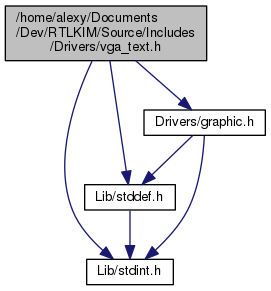 /home/alexy/Documents
/Dev/RTLKIM/Source/Includes
/Drivers/vga_text.h
Drivers/graphic.h
Lib/stddef.h
Lib/stdint.h